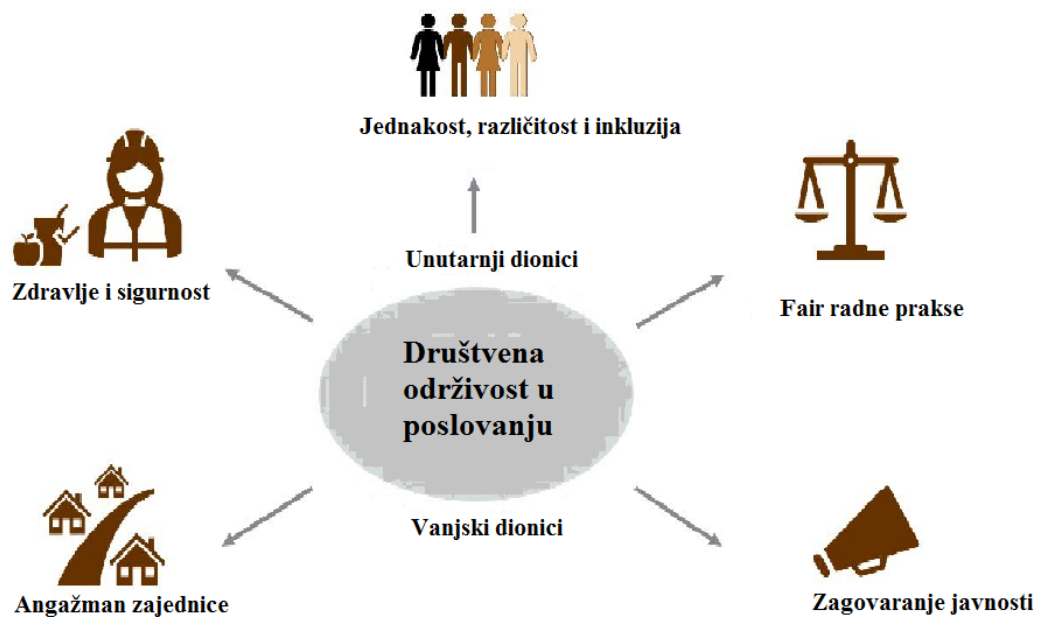 Jednakost, različitost i inkluzija
Unutarnji dionici
Zdravlje i sigurnost
Fair radne prakse
Društvena
održivost u
poslovanju
Vanjski dionici
Angažman zajednice
Zagovaranje javnosti